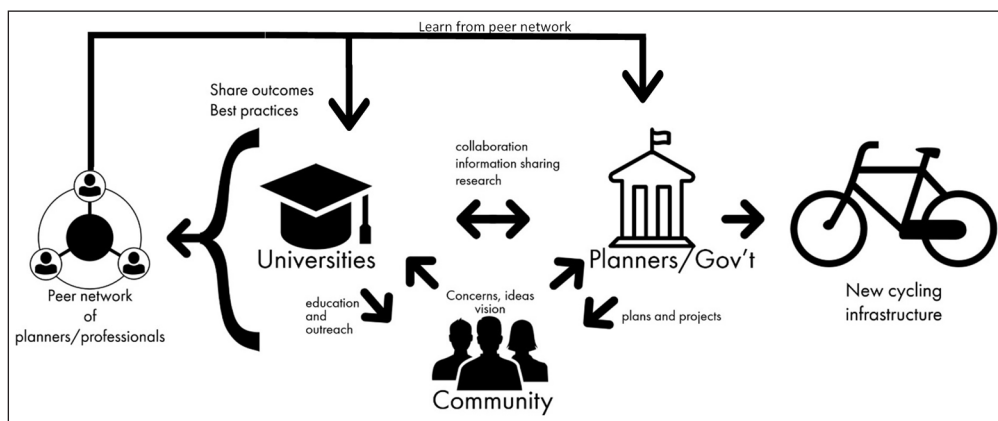 Learn from peer network
Share outcomes
Best practices
collaboration
information sharing
research
Universities
Planners/Gov't
Peer network
of
planners/professionals
education
and
outreach
Concerns, ideas
vision
plans and projects
New cycling
infrastructure
Community